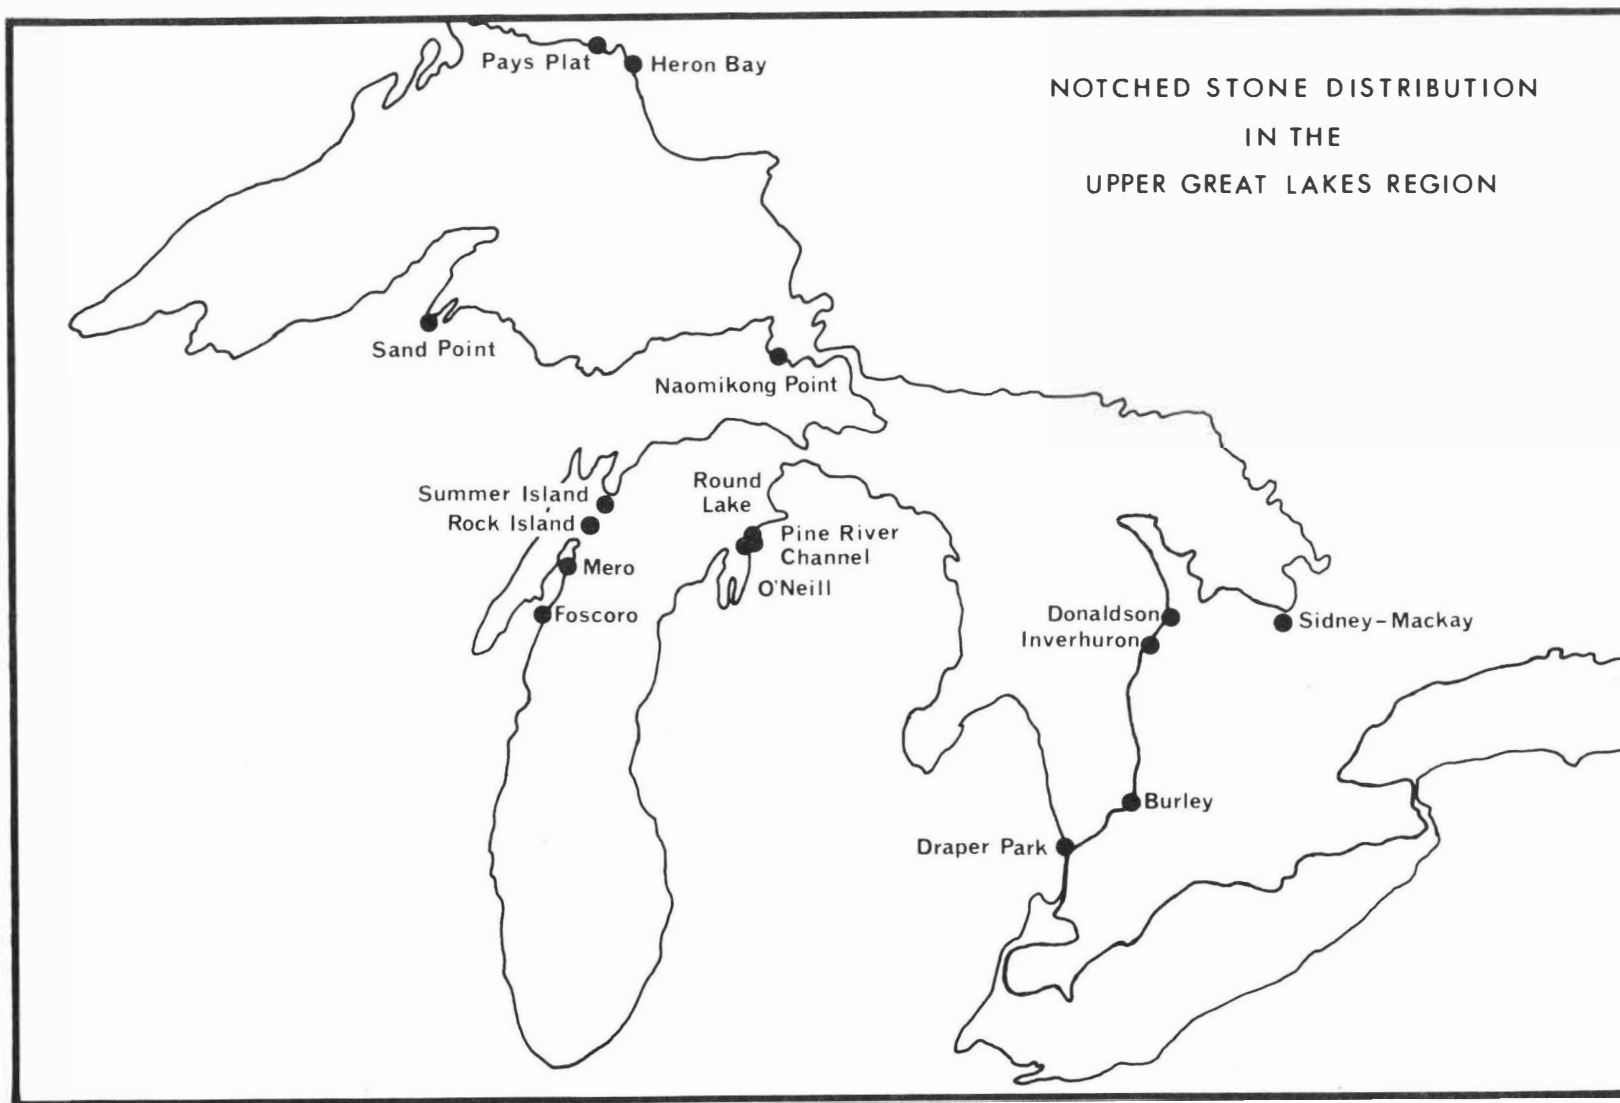 NOTCHED STONE DISTRIBUTION
IN THE
UPPER GREAT LAKES REGION
Pays Plat
Heron Bay
Sand Point
Naomikong Point
Summer Island
Rock Island
Mero
Foscoro
Round
Lake
Pine River
Channel
O'Neill
Donaldson
Inverhuron
Sidney-Mackay
Burley
Draper Park